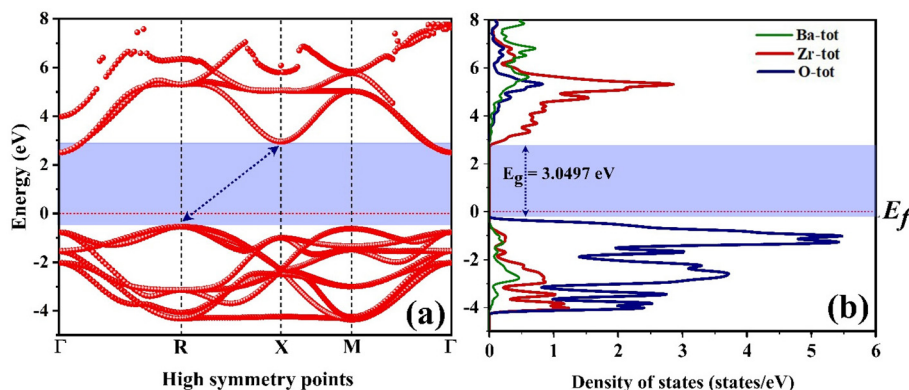 8
6
4
2
0
-2
-4
Energy (eV)
Γ
R
X
M
Γ
High symmetry points
(a)
8
6
4
2
0
-2
-4
Ba-tot
Zr-tot
O-tot
E_g = 3.0497 eV
E_f
(b)
0
1
2
3
4
5
6
Density of states (states/eV)